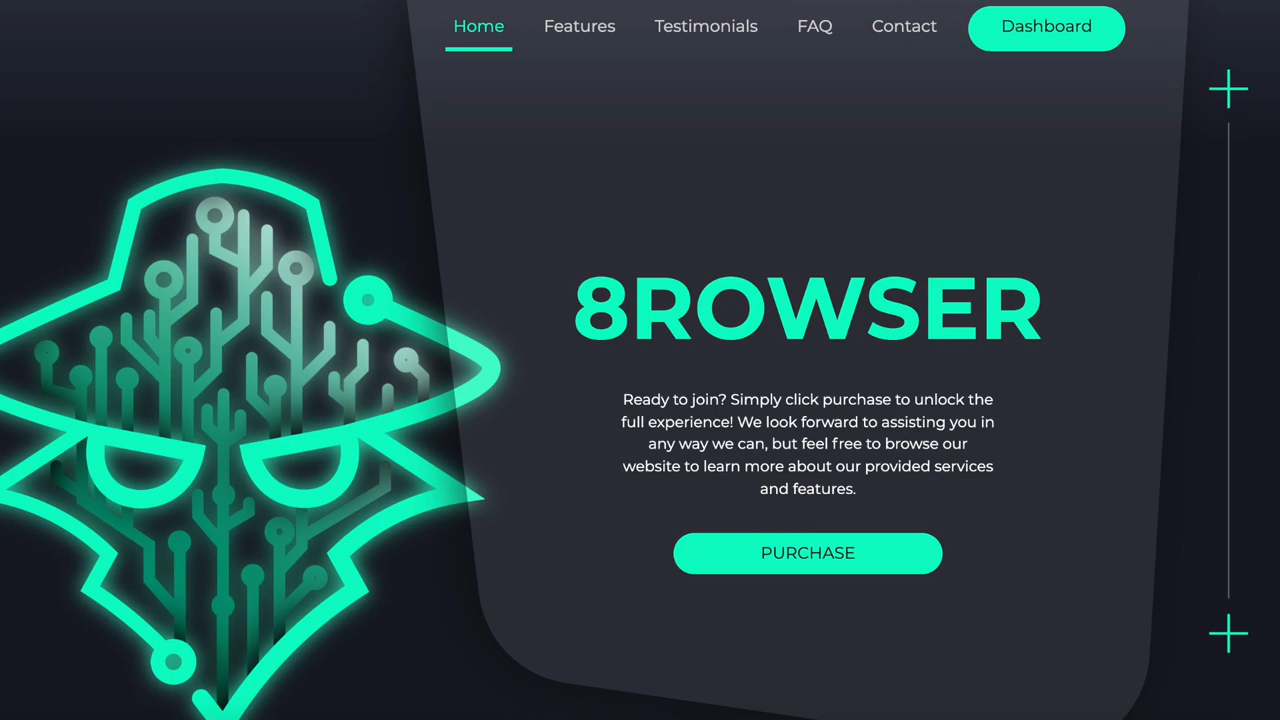 Home Features Testimonials FAQ Contact Dashboard
8ROWSER
Ready to join? Simply click purchase to unlock the
full experience! We look forward to assisting you in
any way we can, but feel free to browse our
website to learn more about our provided services
and features.
PURCHASE